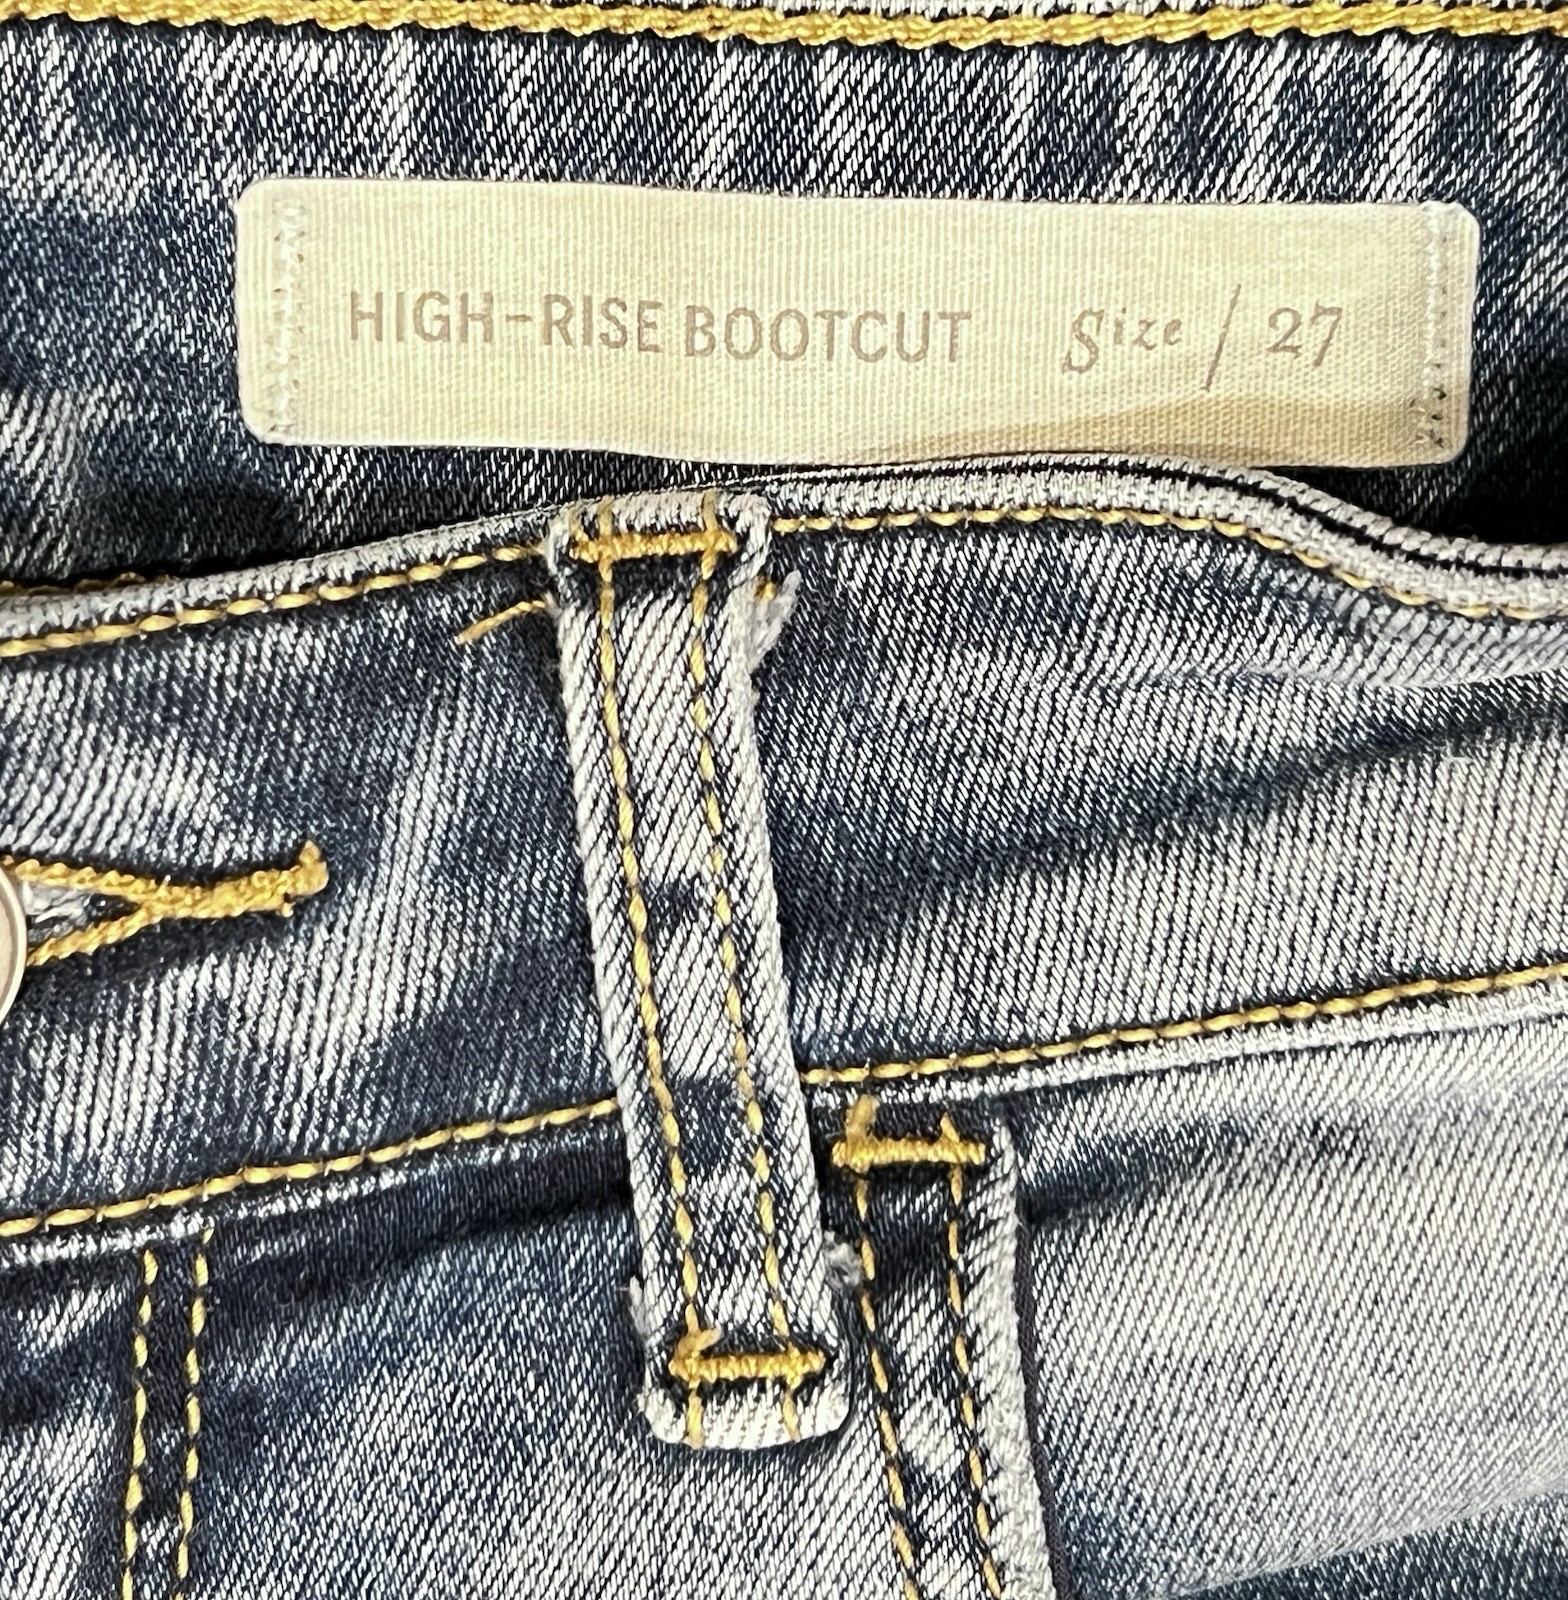 HIGH-RISE BOOTCUT Size / 27